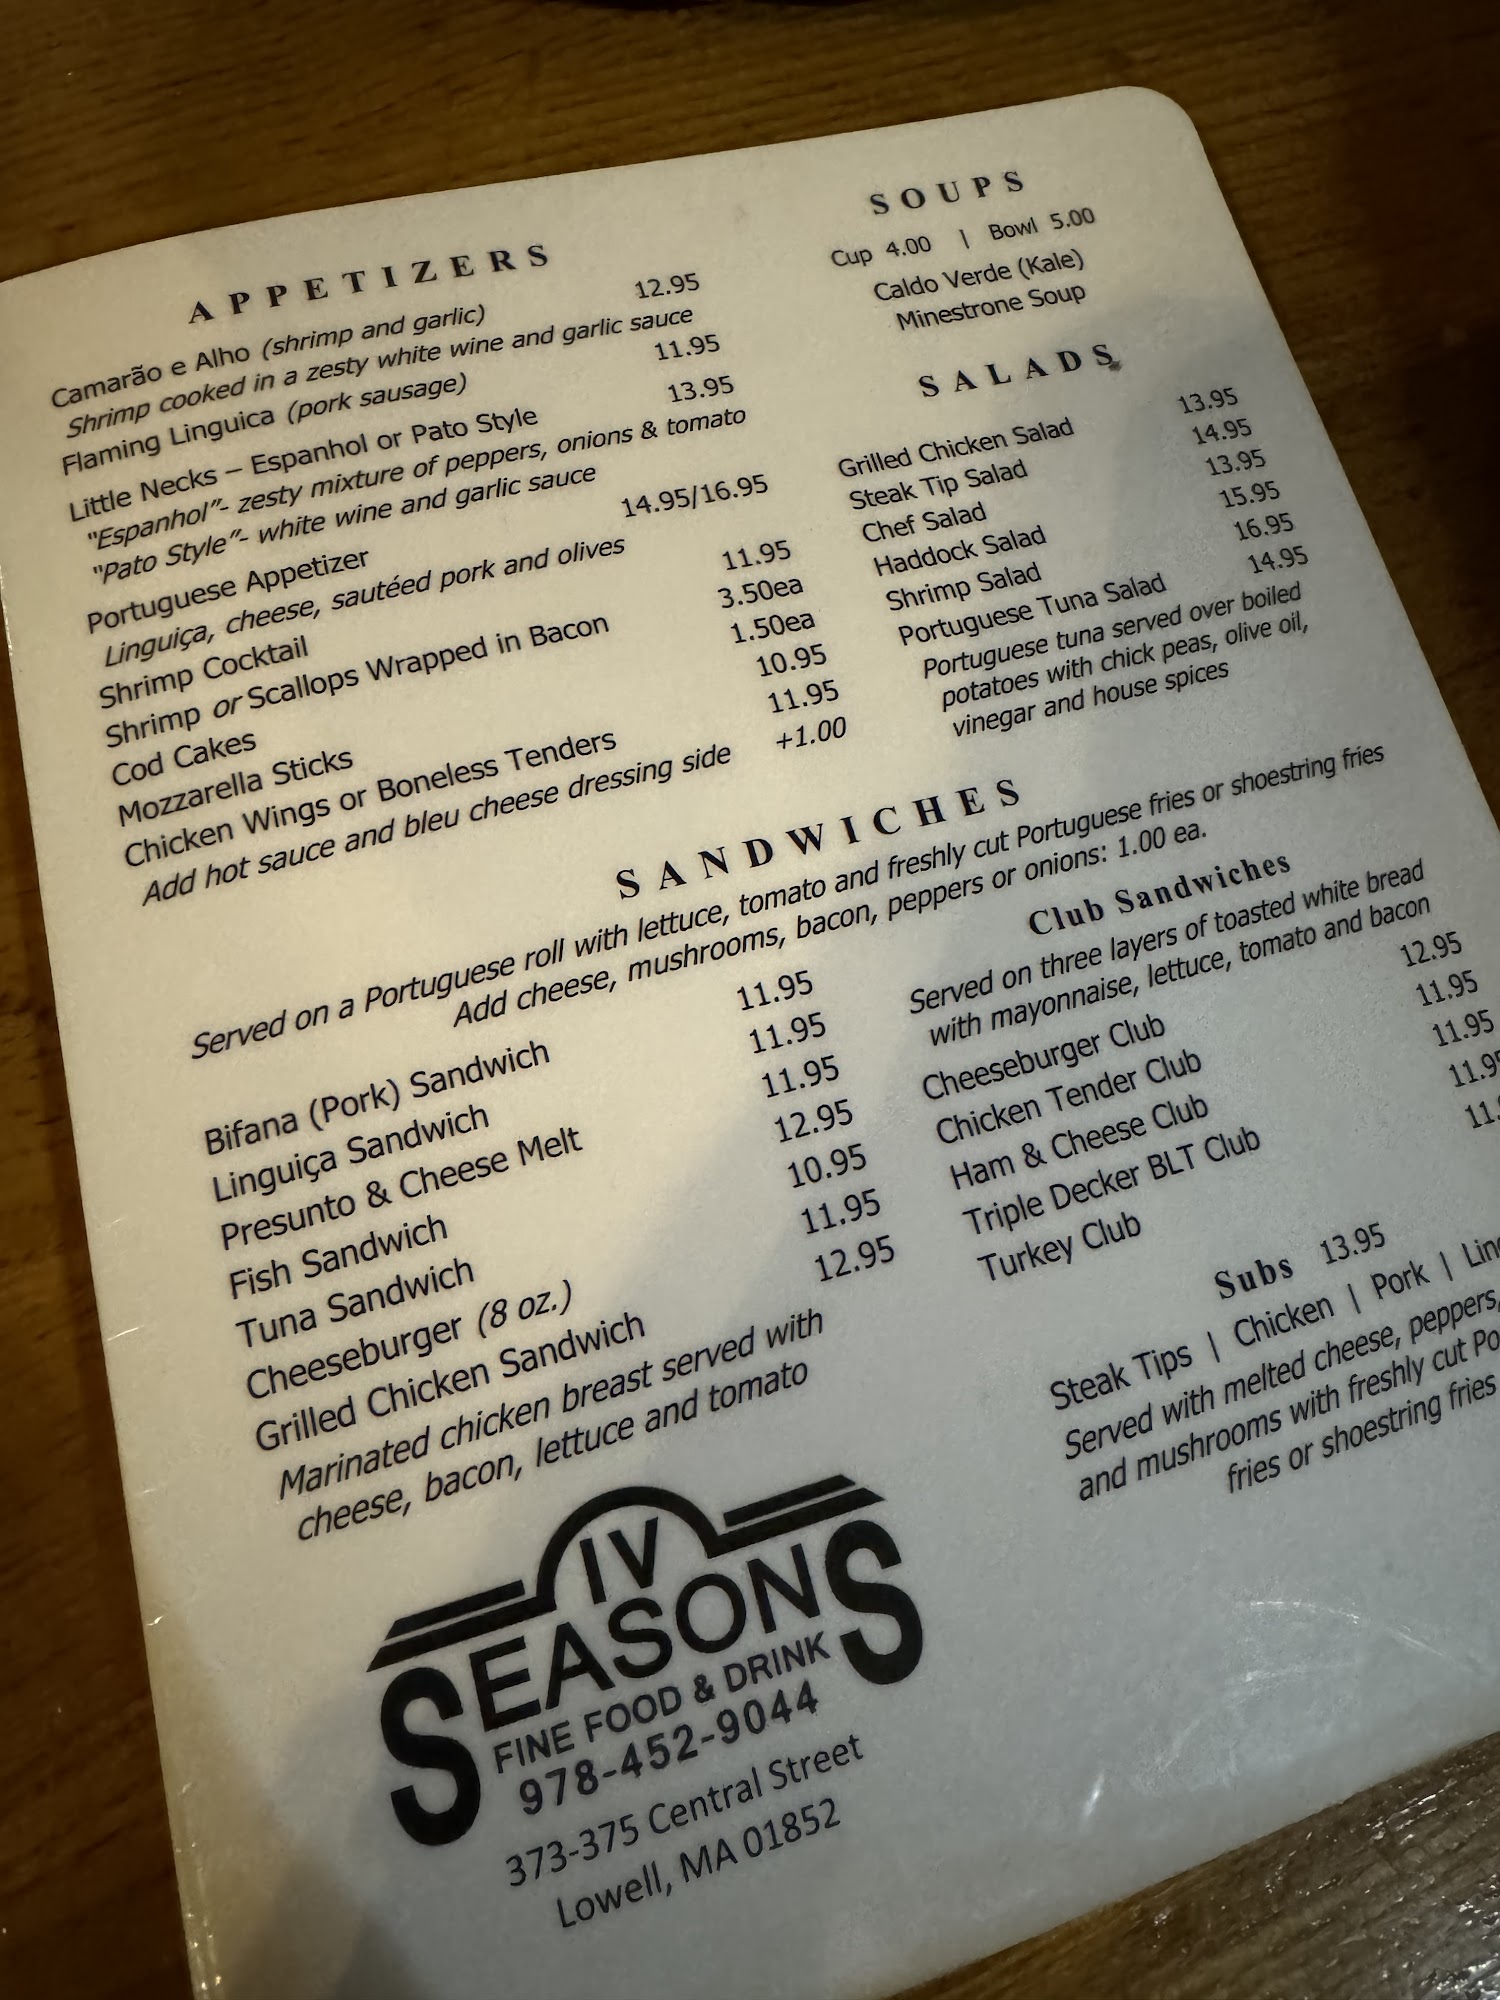 APPETIZERS
Camarão e Alho (shrimp and garlic) 12.95
Shrimp cooked in a zesty white wine and garlic sauce
Flaming Linguica (pork sausage) 11.95
Little Necks – Espanhol or Pato Style 13.95
"Espanhol"- zesty mixture of peppers, onions & tomato
"Pato Style"- white wine and garlic sauce
Portuguese Appetizer 14.95/16.95
Linguiça, cheese, sautéed pork and olives
Shrimp Cocktail 11.95
Shrimp or Scallops Wrapped in Bacon 3.50ea
Cod Cakes 1.50ea
Mozzarella Sticks 10.95
Chicken Wings or Boneless Tenders 11.95
Add hot sauce and bleu cheese dressing side +1.00
SOUPS
Cup 4.00 | Bowl 5.00
Caldo Verde (Kale)
Minestrone Soup
SALADS
Grilled Chicken Salad 13.95
Steak Tip Salad 14.95
Chef Salad 13.95
Haddock Salad 15.95
Shrimp Salad 16.95
Portuguese Tuna Salad 14.95
Portuguese tuna served over boiled
potatoes with chick peas, olive oil,
vinegar and house spices
SANDWICHES
Served on a Portuguese roll with lettuce, tomato and freshly cut Portuguese fries or shoestring fries
Add cheese, mushrooms, bacon, peppers or onions: 1.00 ea.
Bifana (Pork) Sandwich 11.95
Linguiça Sandwich 11.95
Presunto & Cheese Melt 11.95
Fish Sandwich 12.95
Tuna Sandwich 10.95
Cheeseburger (8 oz.) 11.95
Grilled Chicken Sandwich 12.95
Marinated chicken breast served with
cheese, bacon, lettuce and tomato
Club Sandwiches
Served on three layers of toasted white bread
with mayonnaise, lettuce, tomato and bacon
Cheeseburger Club 12.95
Chicken Tender Club 11.95
Ham & Cheese Club 11.95
Triple Decker BLT Club 11.95
Turkey Club
Subs 13.95
Steak Tips | Chicken | Pork |
Served with melted cheese, peppers,
and mushrooms with freshly cut
fries or shoestring fries
IV
SEASONS
FINE FOOD & DRINK
978-452-9044
373-375 Central Street
Lowell, MA 01852